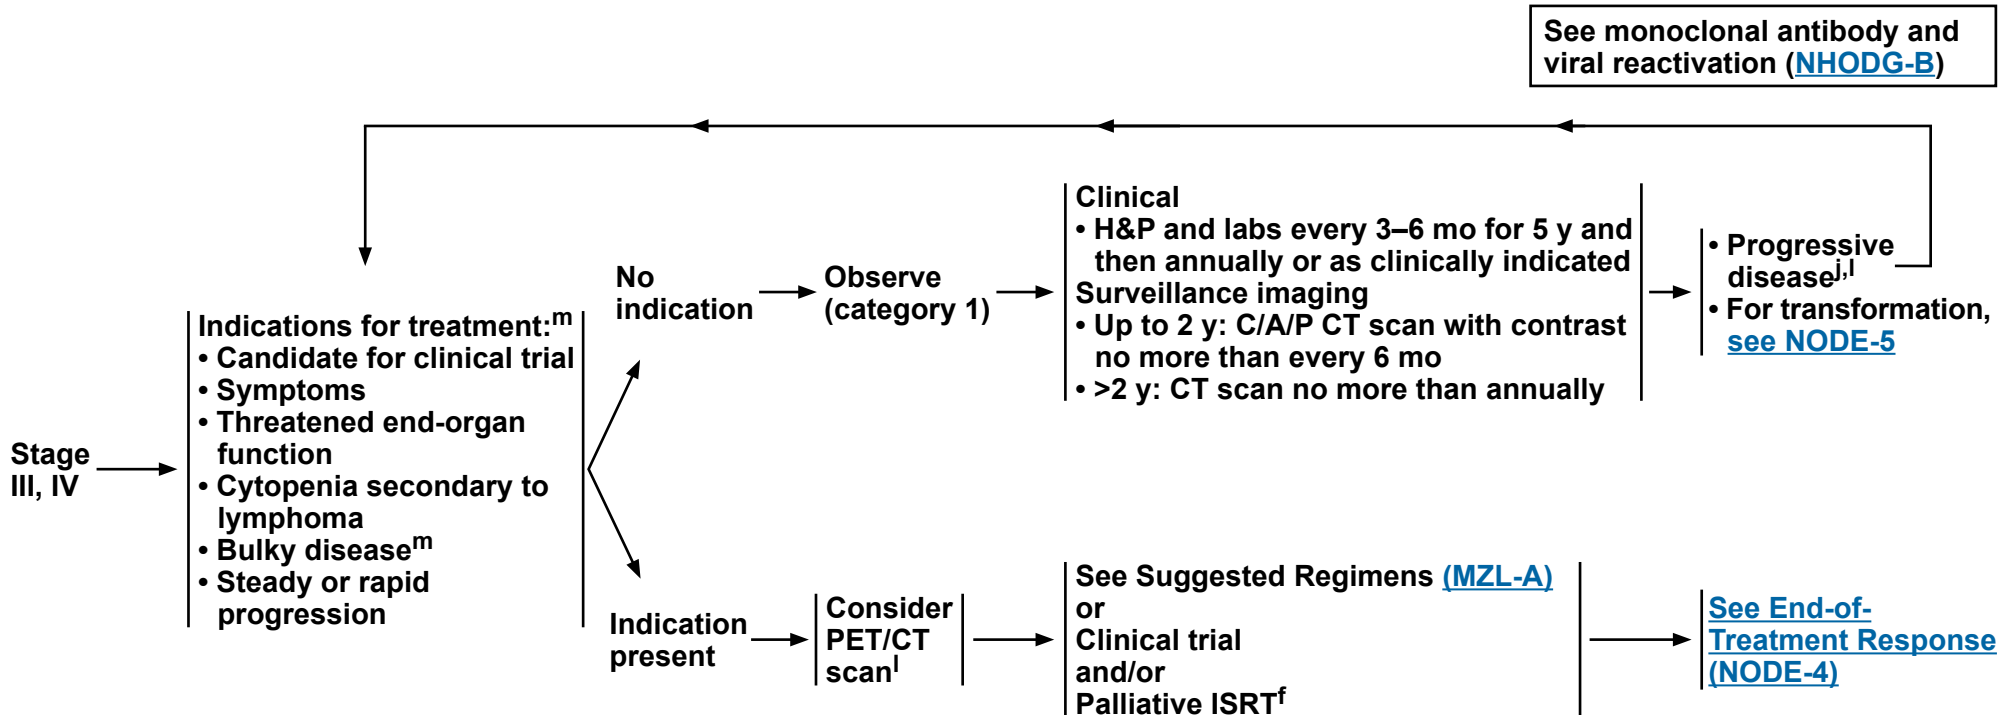 See monoclonal antibody and
viral reactivation (NHODG-B)
Stage
III, IV
Indications for treatment:m
• Candidate for clinical trial
• Symptoms
• Threatened end-organ
function
• Cytopenia secondary to
lymphoma
• Bulky diseasem
• Steady or rapid
progression
No
indication
Observe
(category 1)
Clinical
• H&P and labs every 3–6 mo for 5 y and
then annually or as clinically indicated
Surveillance imaging
• Up to 2 y: C/A/P CT scan with contrast
no more than every 6 mo
• >2 y: CT scan no more than annually
• Progressive
diseasej,l
• For transformation,
see NODE-5
Indication
present
Consider
PET/CT
scanl
See Suggested Regimens (MZL-A)
or
Clinical trial
and/or
Palliative ISRTf
See End-of-
Treatment Response
(NODE-4)